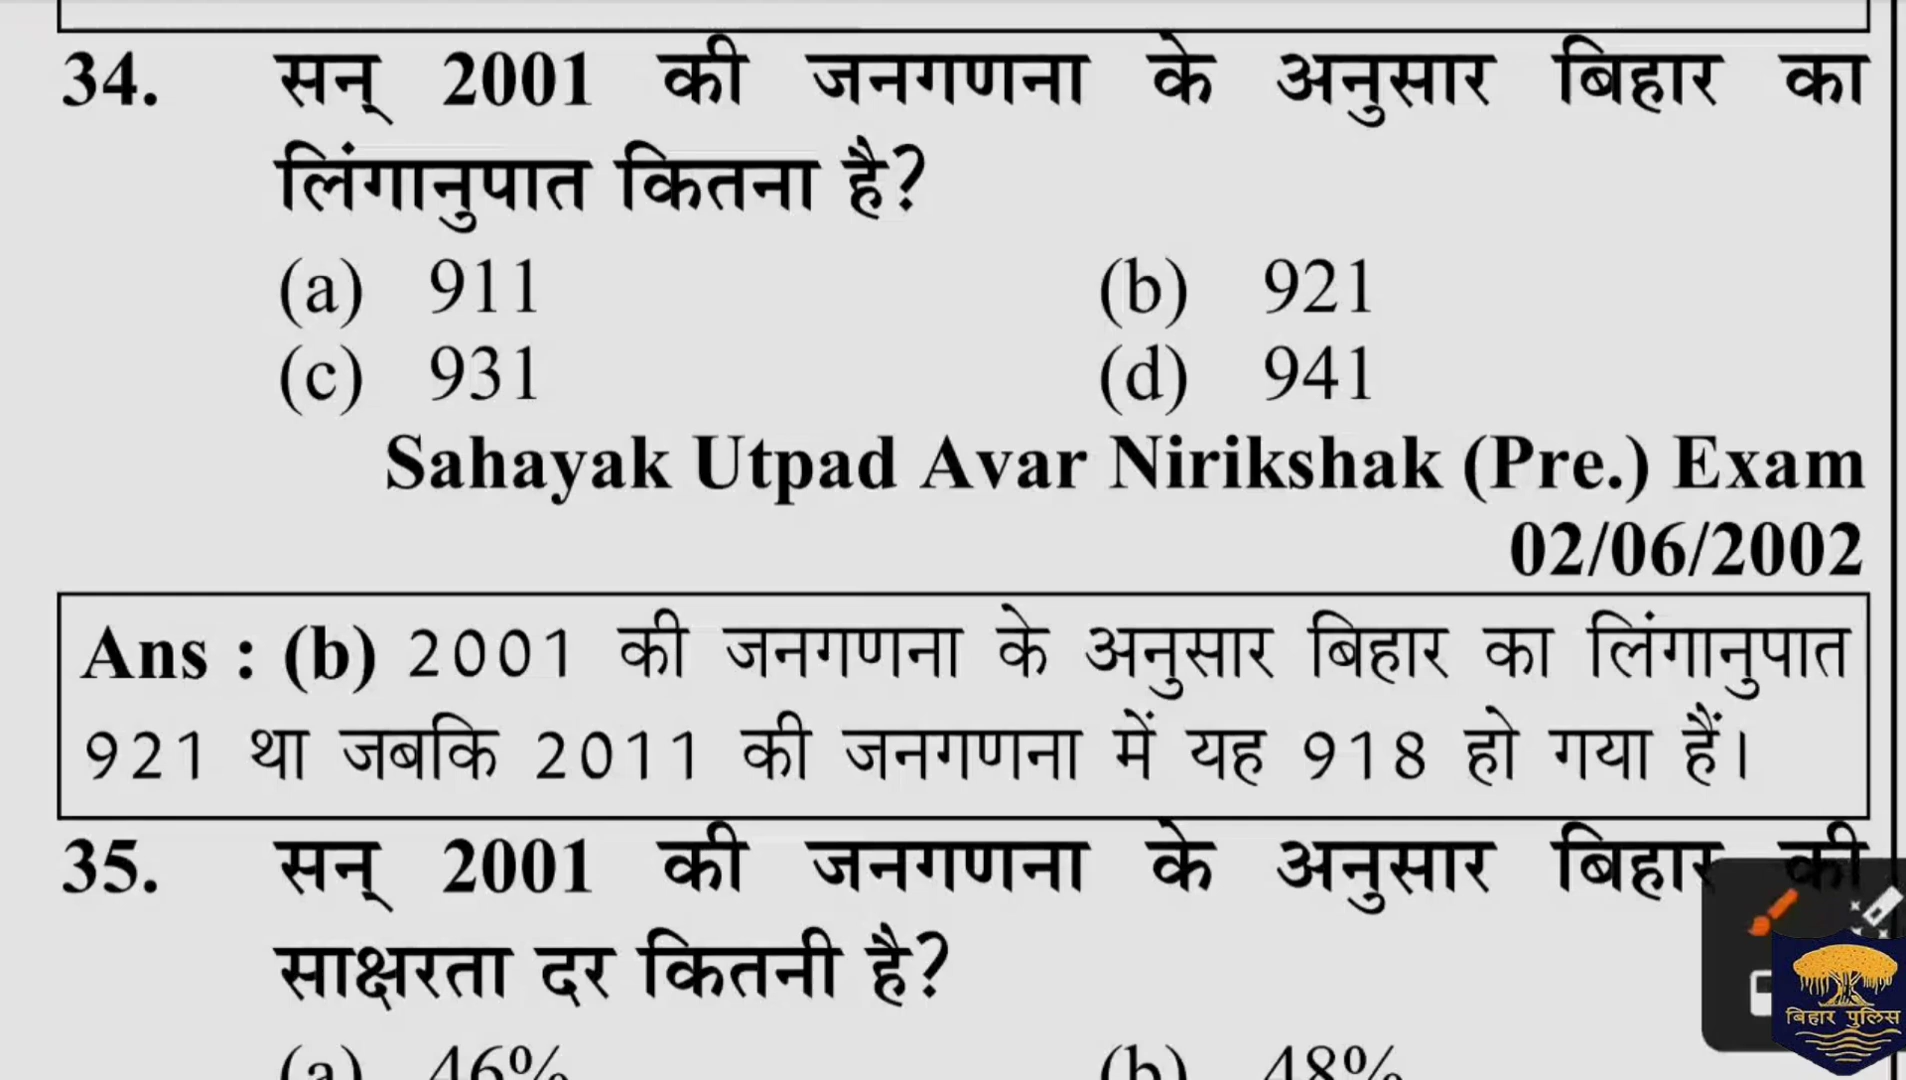 34. सन् 2001 की जनगणना के अनुसार बिहार का
लिंगानुपात कितना है?
(a) 911 (b) 921
(c) 931 (d) 941
Sahayak Utpad Avar Nirikshak (Pre.) Exam
02/06/2002
Ans : (b) 2001 की जनगणना के अनुसार बिहार का लिंगानुपात
921 था जबकि 2011 की जनगणना में यह 918 हो गया हैं।
35. सन् 2001 की जनगणना के अनुसार बिहार की
साक्षरता दर कितनी है?
(a) 46% (b) 48%
बिहार पुलिस